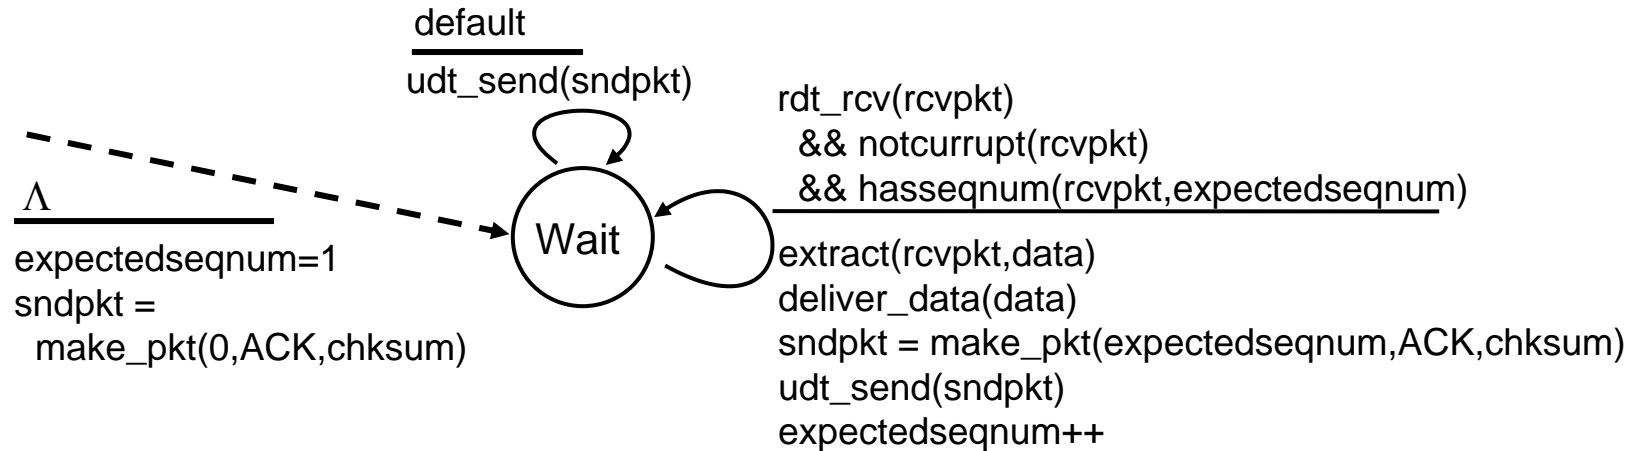 default
udt_send(sndpkt)
rdt_rcv(rcvpkt)
&& notcurrupt(rcvpkt)
&& hasseqnum(rcvpkt,expectedseqnum)
Λ
expectedseqnum=1
sndpkt =
make_pkt(0,ACK,chksum)
Wait
extract(rcvpkt,data)
deliver_data(data)
sndpkt = make_pkt(expectedseqnum,ACK,chksum)
udt_send(sndpkt)
expectedseqnum++